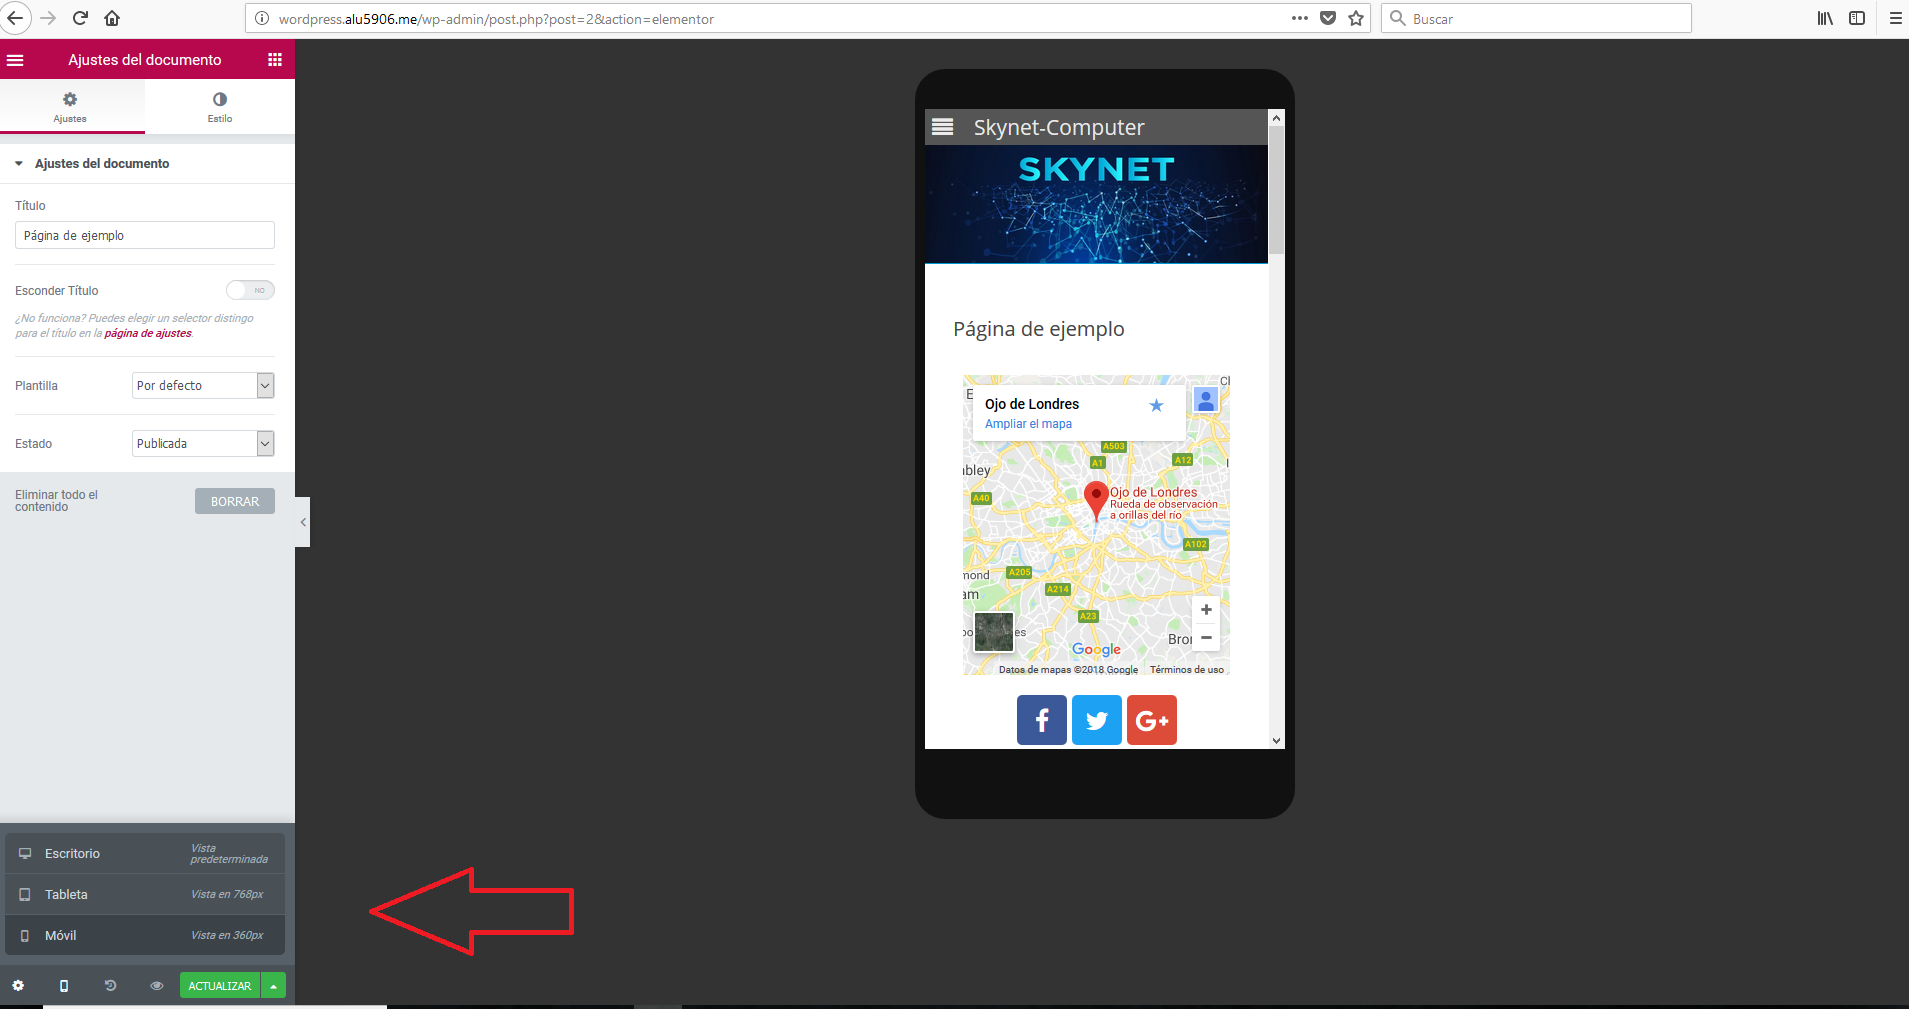 wordpress.alu5906.me/wp-admin/post.php?post=2&action=elementor
Buscar
Ajustes del documento
Ajustes
Estilo
Ajustes del documento
Título
Página de ejemplo
Esconder Título
NO
¿No funciona? Puedes elegir un selector distingo
para el título en la página de ajustes.
Plantilla
Por defecto
Estado
Publicada
Eliminar todo el
contenido
BORRAR
Escritorio
Vista
predeterminada
Tableta
Vista en 768px
Móvil
Vista en 360px
ACTUALIZAR
Skynet-Computer
SKYNET
Página de ejemplo
Ojo de Londres
Ampliar el mapa
A503
A1
A12
A40
Ojo de Londres
Rueda de observación
a orillas del río
A102
A205
A214
A23
Google
Datos de mapas ©2018 Google
Términos de uso
f
G+